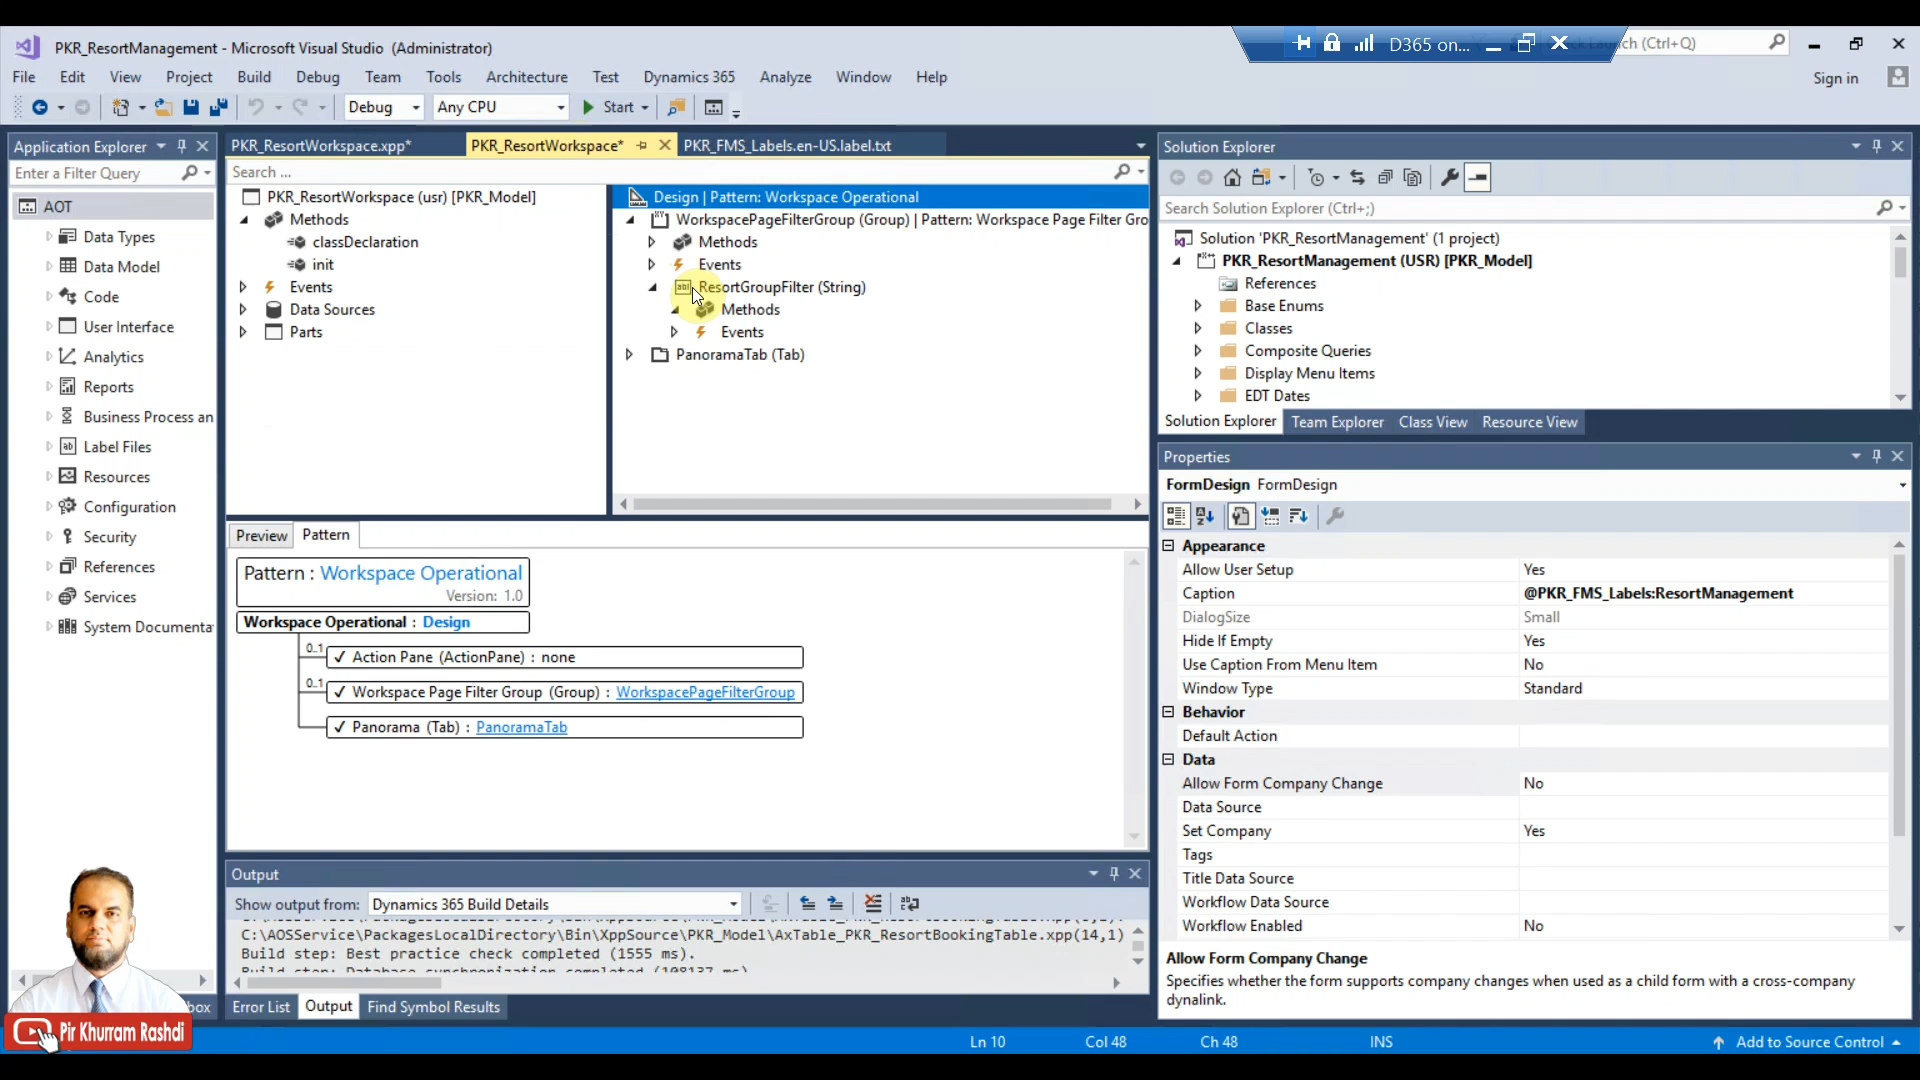 PKR_ResortManagement - Microsoft Visual Studio (Administrator)
D365 on...
ch (Ctrl+Q)
File Edit View Project Build Debug Team Tools Architecture Test Dynamics 365 Analyze Window Help
Sign in
Debug
Any CPU
Start
Application Explorer
Enter a Filter Query
AOT
Data Types
Data Model
Code
User Interface
Analytics
Reports
Business Process an
Label Files
Resources
Configuration
Security
References
Services
System Documenta
box
PKR_ResortWorkspace.xpp*
PKR_ResortWorkspace*
PKR_FMS_Labels.en-US.label.txt
Search ...
PKR_ResortWorkspace (usr) [PKR_Model]
Methods
classDeclaration
init
Events
Data Sources
Parts
Design | Pattern: Workspace Operational
WorkspacePageFilterGroup (Group) | Pattern: Workspace Page Filter Gro
Methods
Events
ResortGroupFilter (String)
Methods
Events
PanoramaTab (Tab)
Preview
Pattern
Pattern : Workspace Operational
Version: 1.0
Workspace Operational : Design
0..1
✓ Action Pane (ActionPane) : none
0..1
✓ Workspace Page Filter Group (Group) : WorkspacePageFilterGroup
✓ Panorama (Tab) : PanoramaTab
Output
Show output from: Dynamics 365 Build Details
C:\AOSService\PackagesLocalDirectory\Bin\XppSource\PKR_Model\AxTable_PKR_ResortBookingTable.xpp(14,1)
Build step: Best practice check completed (1555 ms).
Build step: Database synchronization completed (108137 ms)
Error List
Output
Find Symbol Results
Solution Explorer
Search Solution Explorer (Ctrl+;)
Solution 'PKR_ResortManagement' (1 project)
PKR_ResortManagement (USR) [PKR_Model]
References
Base Enums
Classes
Composite Queries
Display Menu Items
EDT Dates
Solution Explorer
Team Explorer
Class View
Resource View
Properties
FormDesign FormDesign
Appearance
Allow User Setup Yes
Caption @PKR_FMS_Labels:ResortManagement
DialogSize Small
Hide If Empty Yes
Use Caption From Menu Item No
Window Type Standard
Behavior
Default Action
Data
Allow Form Company Change No
Data Source
Set Company Yes
Tags
Title Data Source
Workflow Data Source
Workflow Enabled No
Allow Form Company Change
Specifies whether the form supports company changes when used as a child form with a cross-company
dynalink.
Pir Khurram Rashdi
Ln 10
Col 48
Ch 48
INS
Add to Source Control